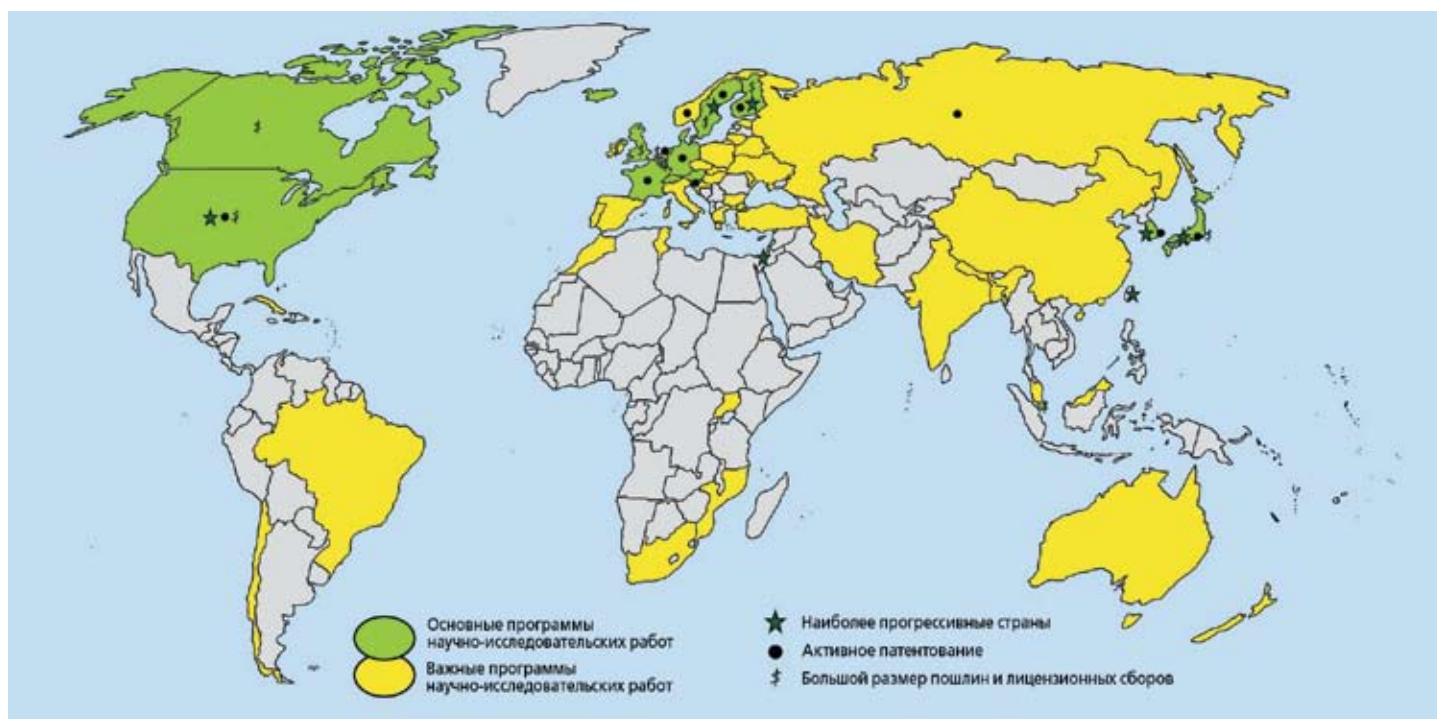 Основные программы
научно-исследовательских работ
Важные программы
научно-исследовательских работ
Наиболее прогрессивные страны
Активное патентование
$ Большой размер пошлин и лицензионных сборов